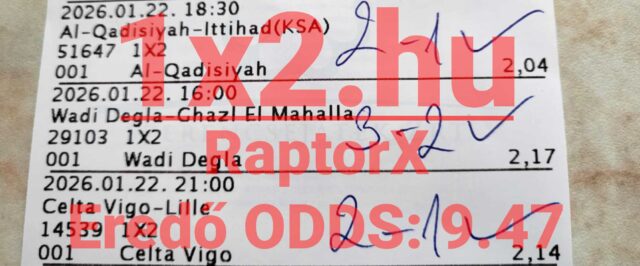 2026.01.22. 18:30
Al-Qadisiyah-Ittihad(KSA)
51647 1X2
001 Al-Qadisiyah 2,04
2-1 ✓
2026.01.22. 16:00
Wadi Degla-Ghazl El Mahalla
29103 1X2
001 Wadi Degla 2,17
3-2 ✓
2026.01.22. 21:00
Celta Vigo-Lille
14539 1X2
001 Celta Vigo 2,14
2-1 ✓
1x2.hu
RaptorX
Eredő ODDS: 9.47